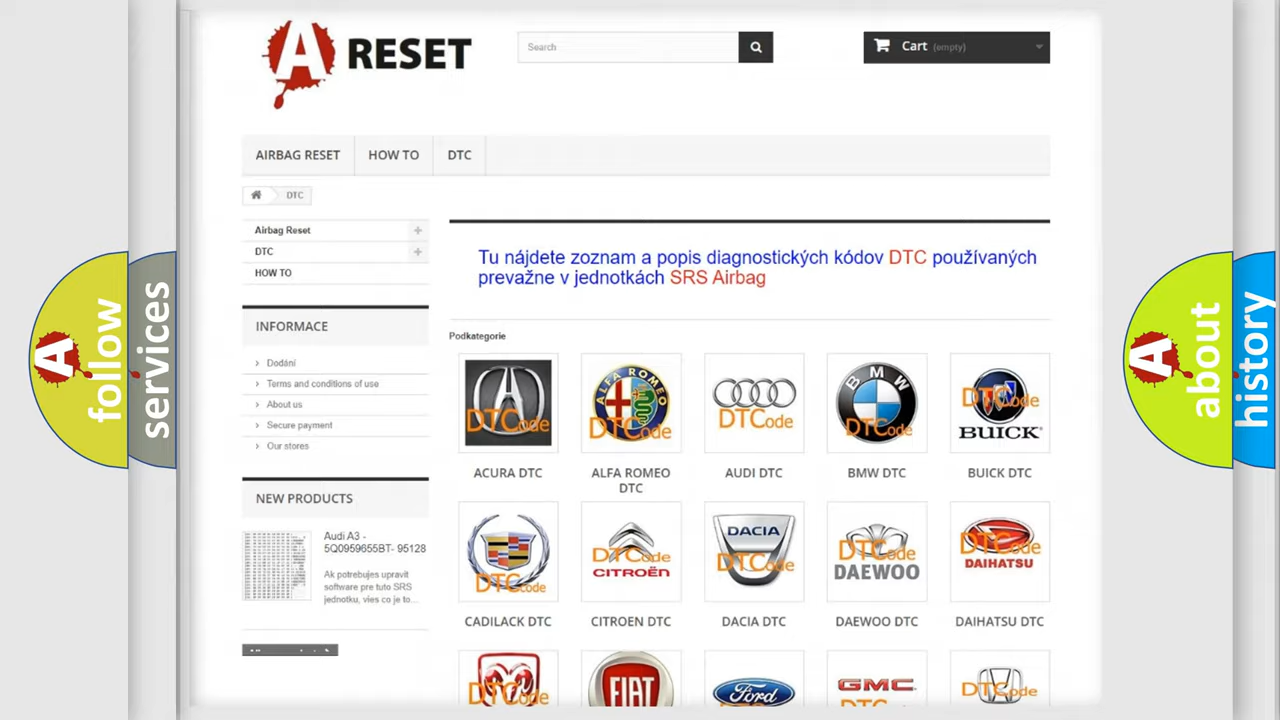 A RESET
Search
Cart (empty)
AIRBAG RESET
HOW TO
DTC
DTC
Airbag Reset
DTC
HOW TO
INFORMACE
Dodání
Terms and conditions of use
About us
Secure payment
Our stores
NEW PRODUCTS
Audi A3 -
5Q0959655BT- 95128
Ak potrebujes upravit
software pre tuto SRS
jednotku, vies co je to...
Tu nájdete zoznam a popis diagnostických kódov DTC používaných
prevažne v jednotkách SRS Airbag
Podkategorie
DTCode
ALFA ROMEO
DTCode
DTCode
BMW
DTCode
DTCode
BUICK
ACURA DTC
ALFA ROMEO
DTC
AUDI DTC
BMW DTC
BUICK DTC
DTCode
DTCode
CITROËN
DACIA
DTCode
DTCode
DAEWOO
DTCode
DAIHATSU
CADILACK DTC
CITROEN DTC
DACIA DTC
DAEWOO DTC
DAIHATSU DTC
DTCode
FIAT
Ford
GMC
DTCode
A follow
services
A about
history